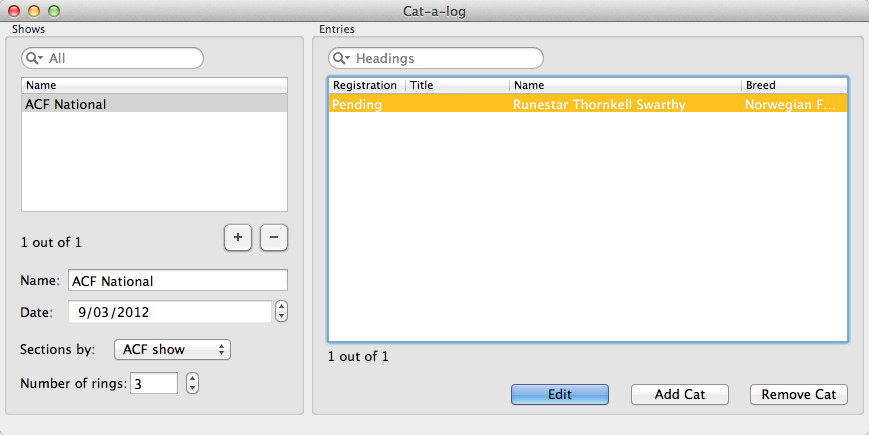 Cat-a-log
Shows
All
Name
ACF National
1 out of 1
+ −
Name: ACF National
Date: 9/03/2012
Sections by: ACF show
Number of rings: 3
Entries
Headings
Registration Title Name Breed
Pending Runestar Thornkell Swarthy Norwegian F...
1 out of 1
Edit Add Cat Remove Cat